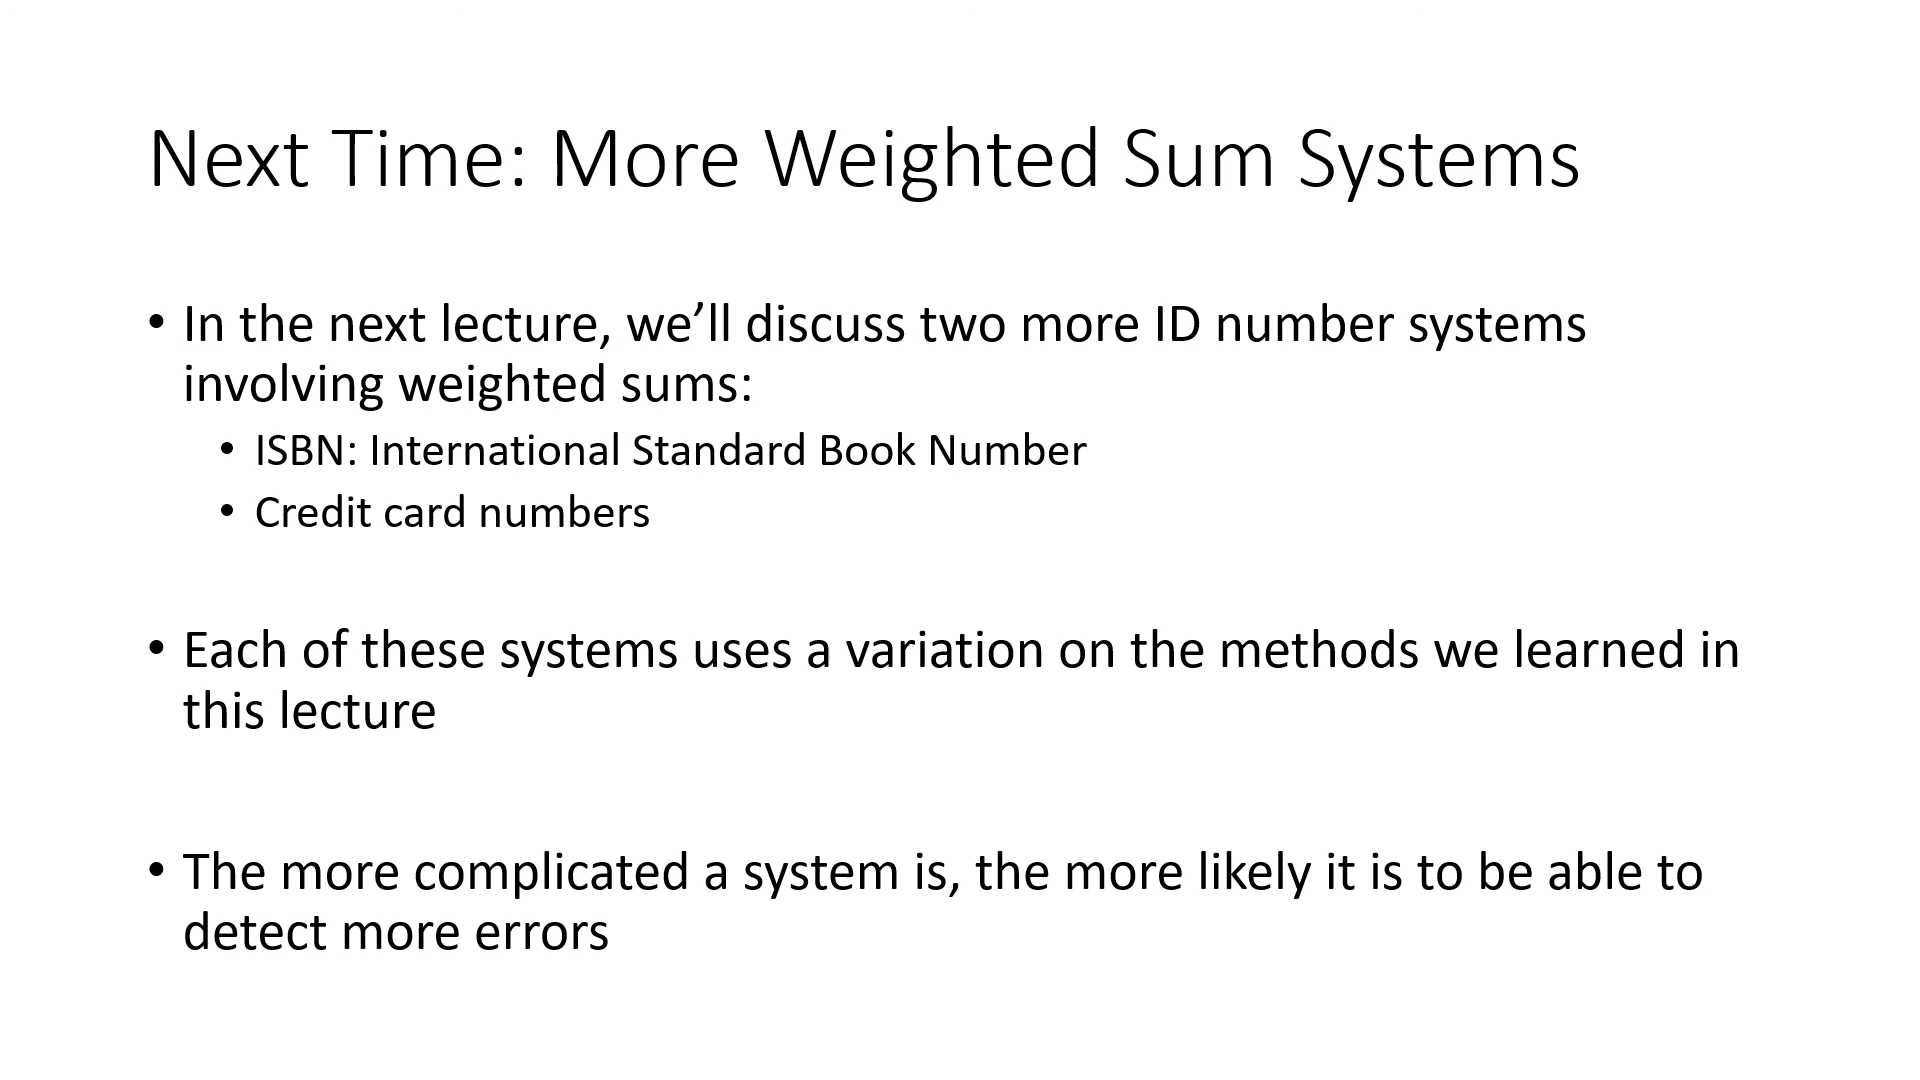 Next Time: More Weighted Sum Systems
• In the next lecture, we’ll discuss two more ID number systems
involving weighted sums:
• ISBN: International Standard Book Number
• Credit card numbers
• Each of these systems uses a variation on the methods we learned in
this lecture
• The more complicated a system is, the more likely it is to be able to
detect more errors